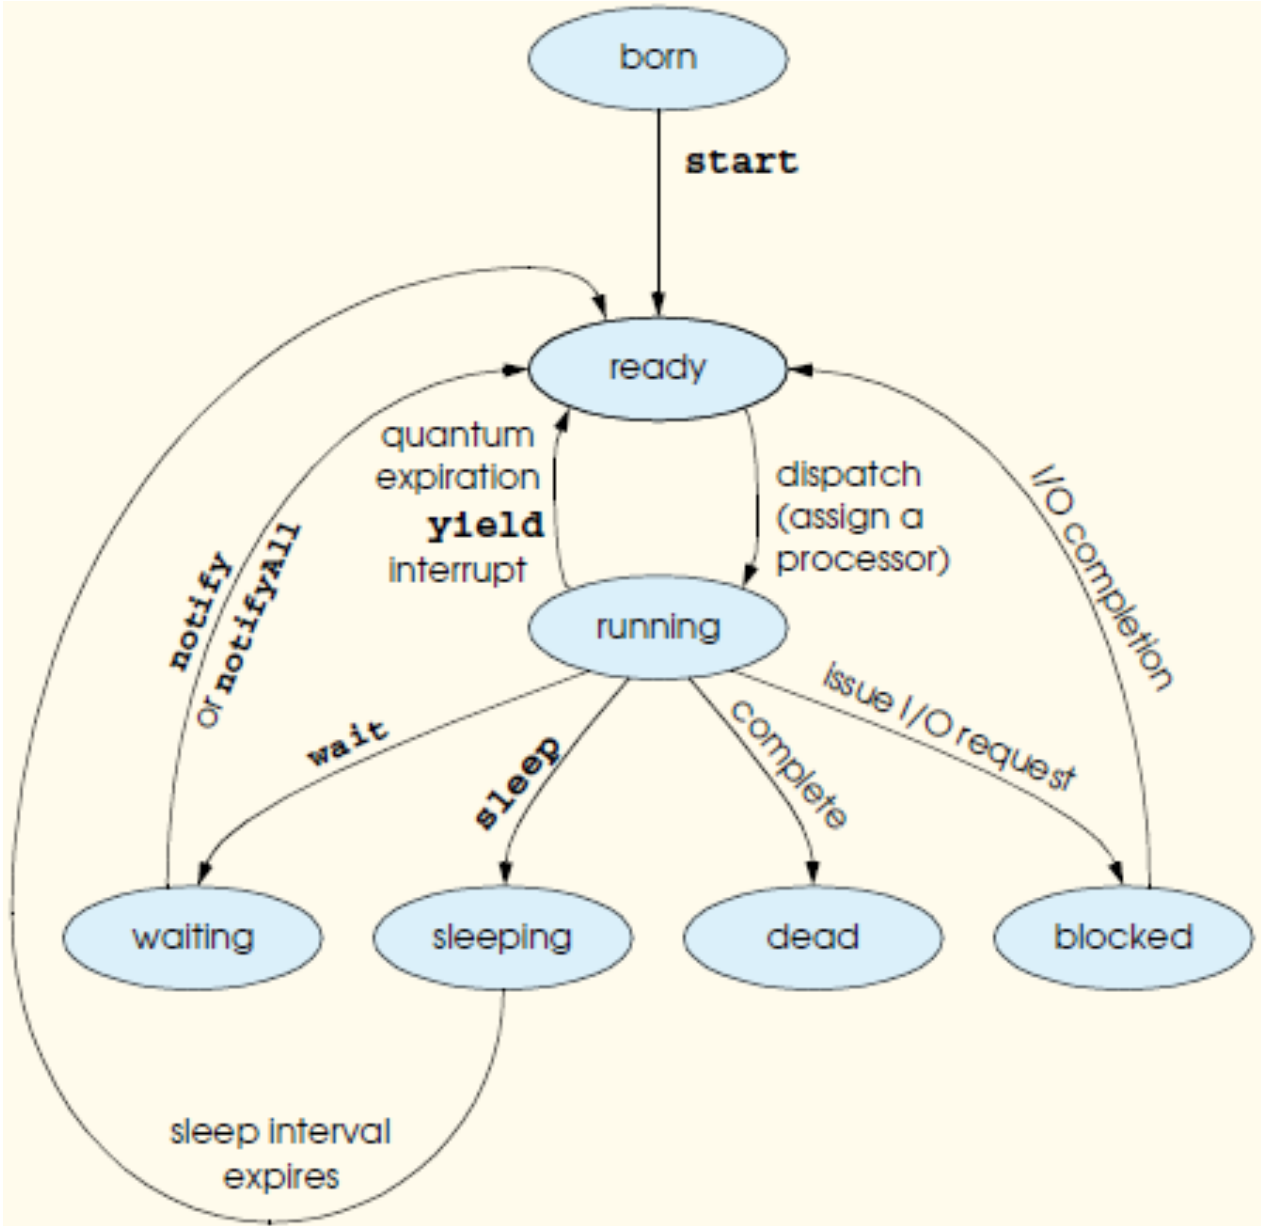 born
start
ready
quantum
expiration
yield
interrupt
dispatch
(assign a
processor)
I/O completion
notify
or notifyAll
running
wait
sleep
complete
issue I/O request
waiting
sleeping
dead
blocked
sleep interval
expires